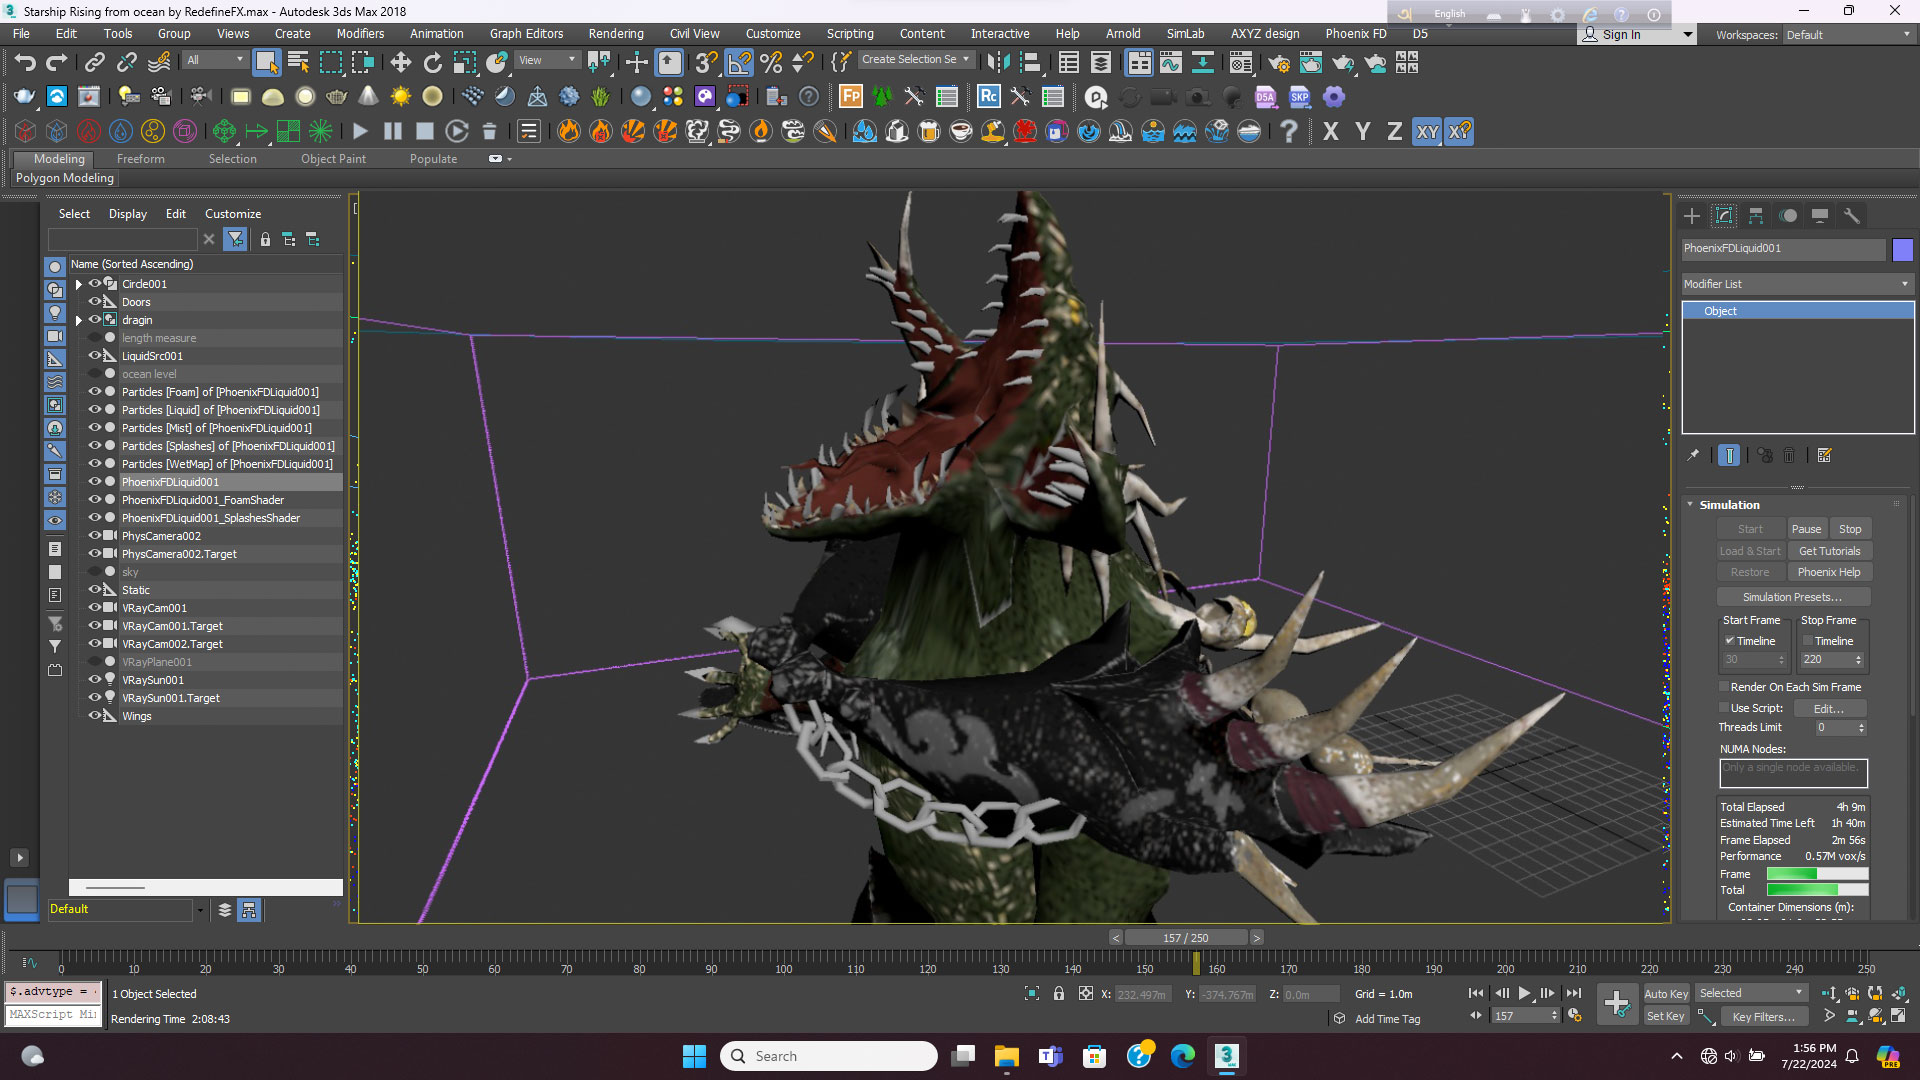 Starship Rising from ocean by RedefineFX.max - Autodesk 3ds Max 2018
English
File Edit Tools Group Views Create Modifiers Animation Graph Editors Rendering Civil View Customize Scripting Content Interactive Help Arnold SimLab AXYZ design Phoenix FD D5
Sign In
Workspaces: Default
All
View
Create Selection Se
Fp
Rc
D5A
SKP
X Y Z XY XY
Modeling Freeform Selection Object Paint Populate
Polygon Modeling
Select Display Edit Customize
Name (Sorted Ascending)
Circle001
Doors
dragin
length measure
LiquidSrc001
ocean level
Particles [Foam] of [PhoenixFDLiquid001]
Particles [Liquid] of [PhoenixFDLiquid001]
Particles [Mist] of [PhoenixFDLiquid001]
Particles [Splashes] of [PhoenixFDLiquid001]
Particles [WetMap] of [PhoenixFDLiquid001]
PhoenixFDLiquid001
PhoenixFDLiquid001_FoamShader
PhoenixFDLiquid001_SplashesShader
PhysCamera002
PhysCamera002.Target
sky
Static
VRayCam001
VRayCam001.Target
VRayCam002.Target
VRayPlane001
VRaySun001
VRaySun001.Target
Wings
Default
PhoenixFDLiquid001
Modifier List
Object
Simulation
Start Pause Stop
Load & Start Get Tutorials
Restore Phoenix Help
Simulation Presets...
Start Frame Stop Frame
Timeline Timeline
30 220
Render On Each Sim Frame
Use Script: Edit...
Threads Limit 0
NUMA Nodes:
Only a single node available.
Total Elapsed 4h 9m
Estimated Time Left 1h 40m
Frame Elapsed 2m 56s
Performance 0.57M vox/s
Frame
Total
Container Dimensions (m):
< 157 / 250 >
0 10 20 30 40 50 60 70 80 90 100 110 120 130 140 150 160 170 180 190 200 210 220 230 240 250
$.advtype =
1 Object Selected
X: 232.497m Y: -374.767m Z: 0.0m Grid = 1.0m
Auto Key Selected
MAXScript Mi
Rendering Time 2:08:43
Add Time Tag
157
Set Key Key Filters...
Search
1:56 PM
7/22/2024
PRE